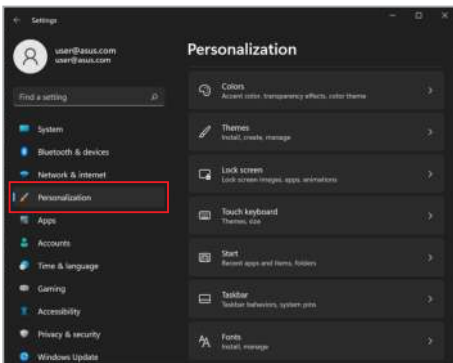 Settings
user@asus.com
user@asus.com
Find a setting
System
Bluetooth & devices
Network & internet
Personalization
Apps
Accounts
Time & language
Gaming
Accessibility
Privacy & security
Windows Update
Personalization
Colors
Accent color, transparency effects, color theme
Themes
Install, create, manage
Lock screen
Lock screen images, apps, animations
Touch keyboard
Themes, size
Start
Recent apps and items, folders
Taskbar
Taskbar behaviors, system pins
Fonts
Install, manage